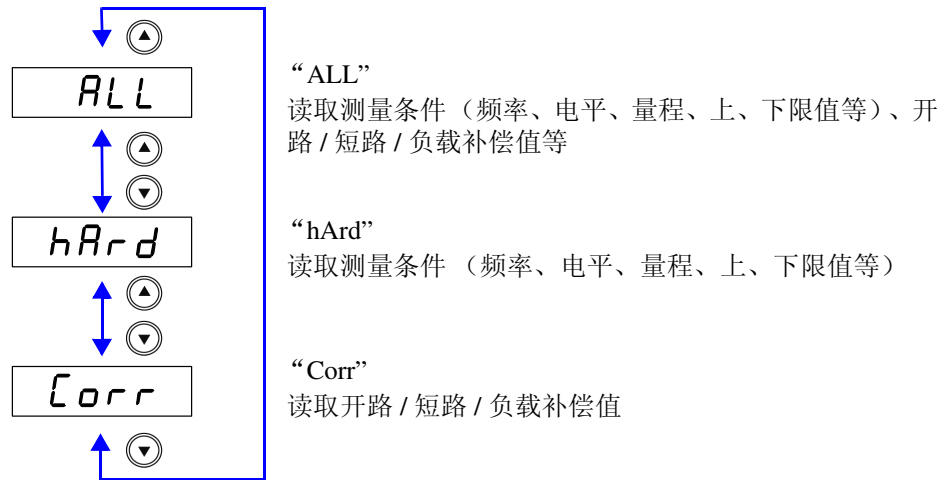 ALL
“ALL”
读取测量条件 （频率、电平、量程、上、下限值等）、开
路 / 短路 / 负载补偿值等
hArd
“hArd”
读取测量条件 （频率、电平、量程、上、下限值等）
Corr
“Corr”
读取开路 / 短路 / 负载补偿值